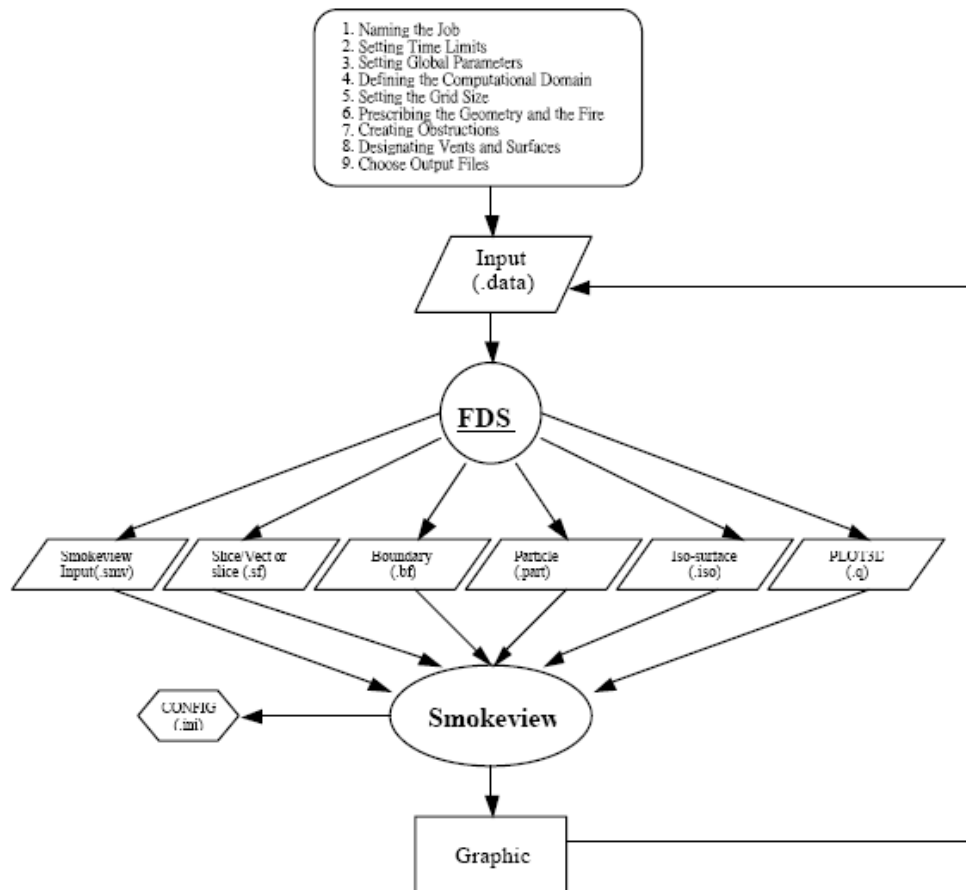 1. Naming the Job
2. Setting Time Limits
3. Setting Global Parameters
4. Defining the Computational Domain
5. Setting the Grid Size
6. Prescribing the Geometry and the Fire
7. Creating Obstructions
8. Designating Vents and Surfaces
9. Choose Output Files
Input
(.data)
FDS
Smokeview
Input(.smv)
Slice/Vector
slice (.sf)
Boundary
(.bf)
Particle
(.part)
Iso-surface
(.iso)
PLOT3D
(.q)
CONFIG
(.ini)
Smokeview
Graphic